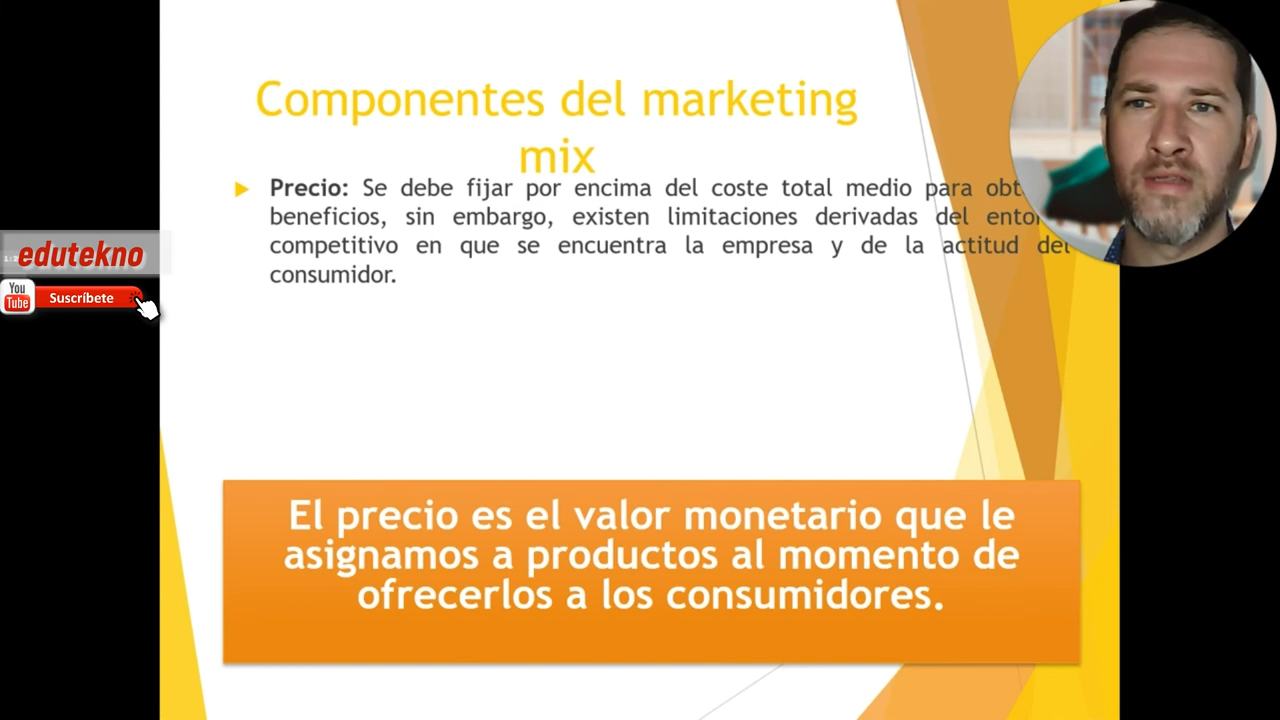 Componentes del marketing
mix
Precio: Se debe fijar por encima del coste total medio para
beneficios, sin embargo, existen limitaciones derivadas del
competitivo en que se encuentra la empresa y de la actitud del
consumidor.
edutekno
You
Tube
Suscríbete
El precio es el valor monetario que le
asignamos a productos al momento de
ofrecerlos a los consumidores.